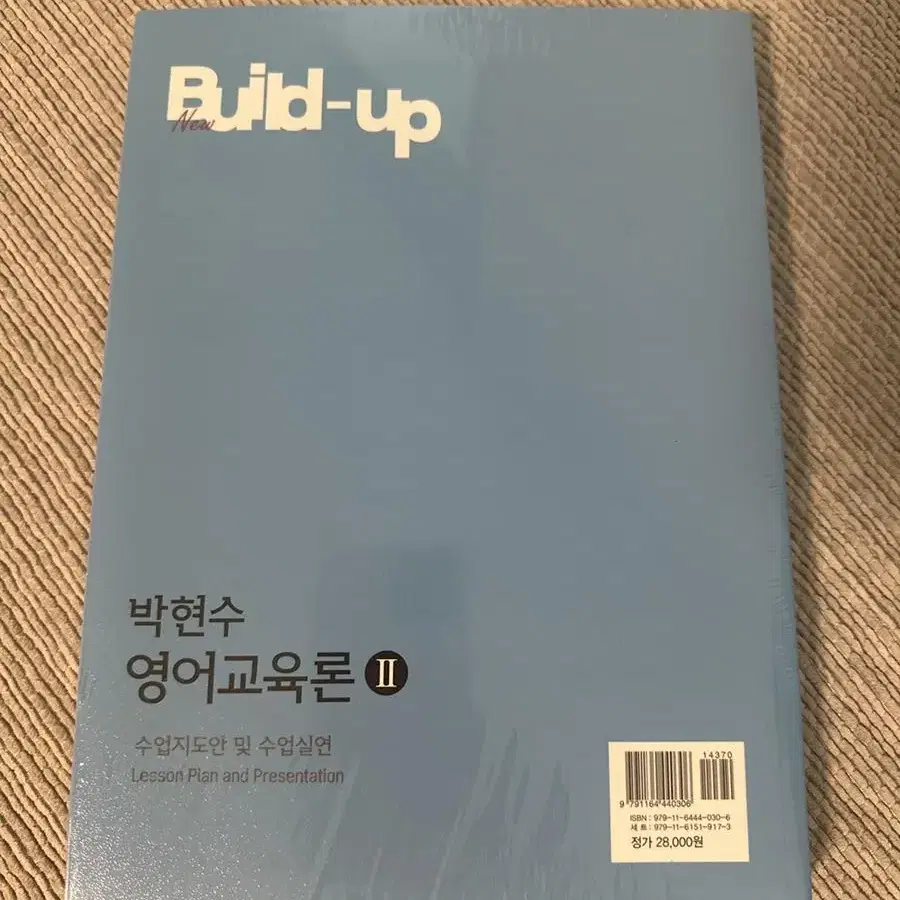 Build-up
New
박현수
영어교육론 II
수업지도안 및 수업실연
Lesson Plan and Presentation
14370
9 791164 440306
ISBN : 979-11-6444-030-6
세 트 : 979-11-6151-917-3
정가 28,000원